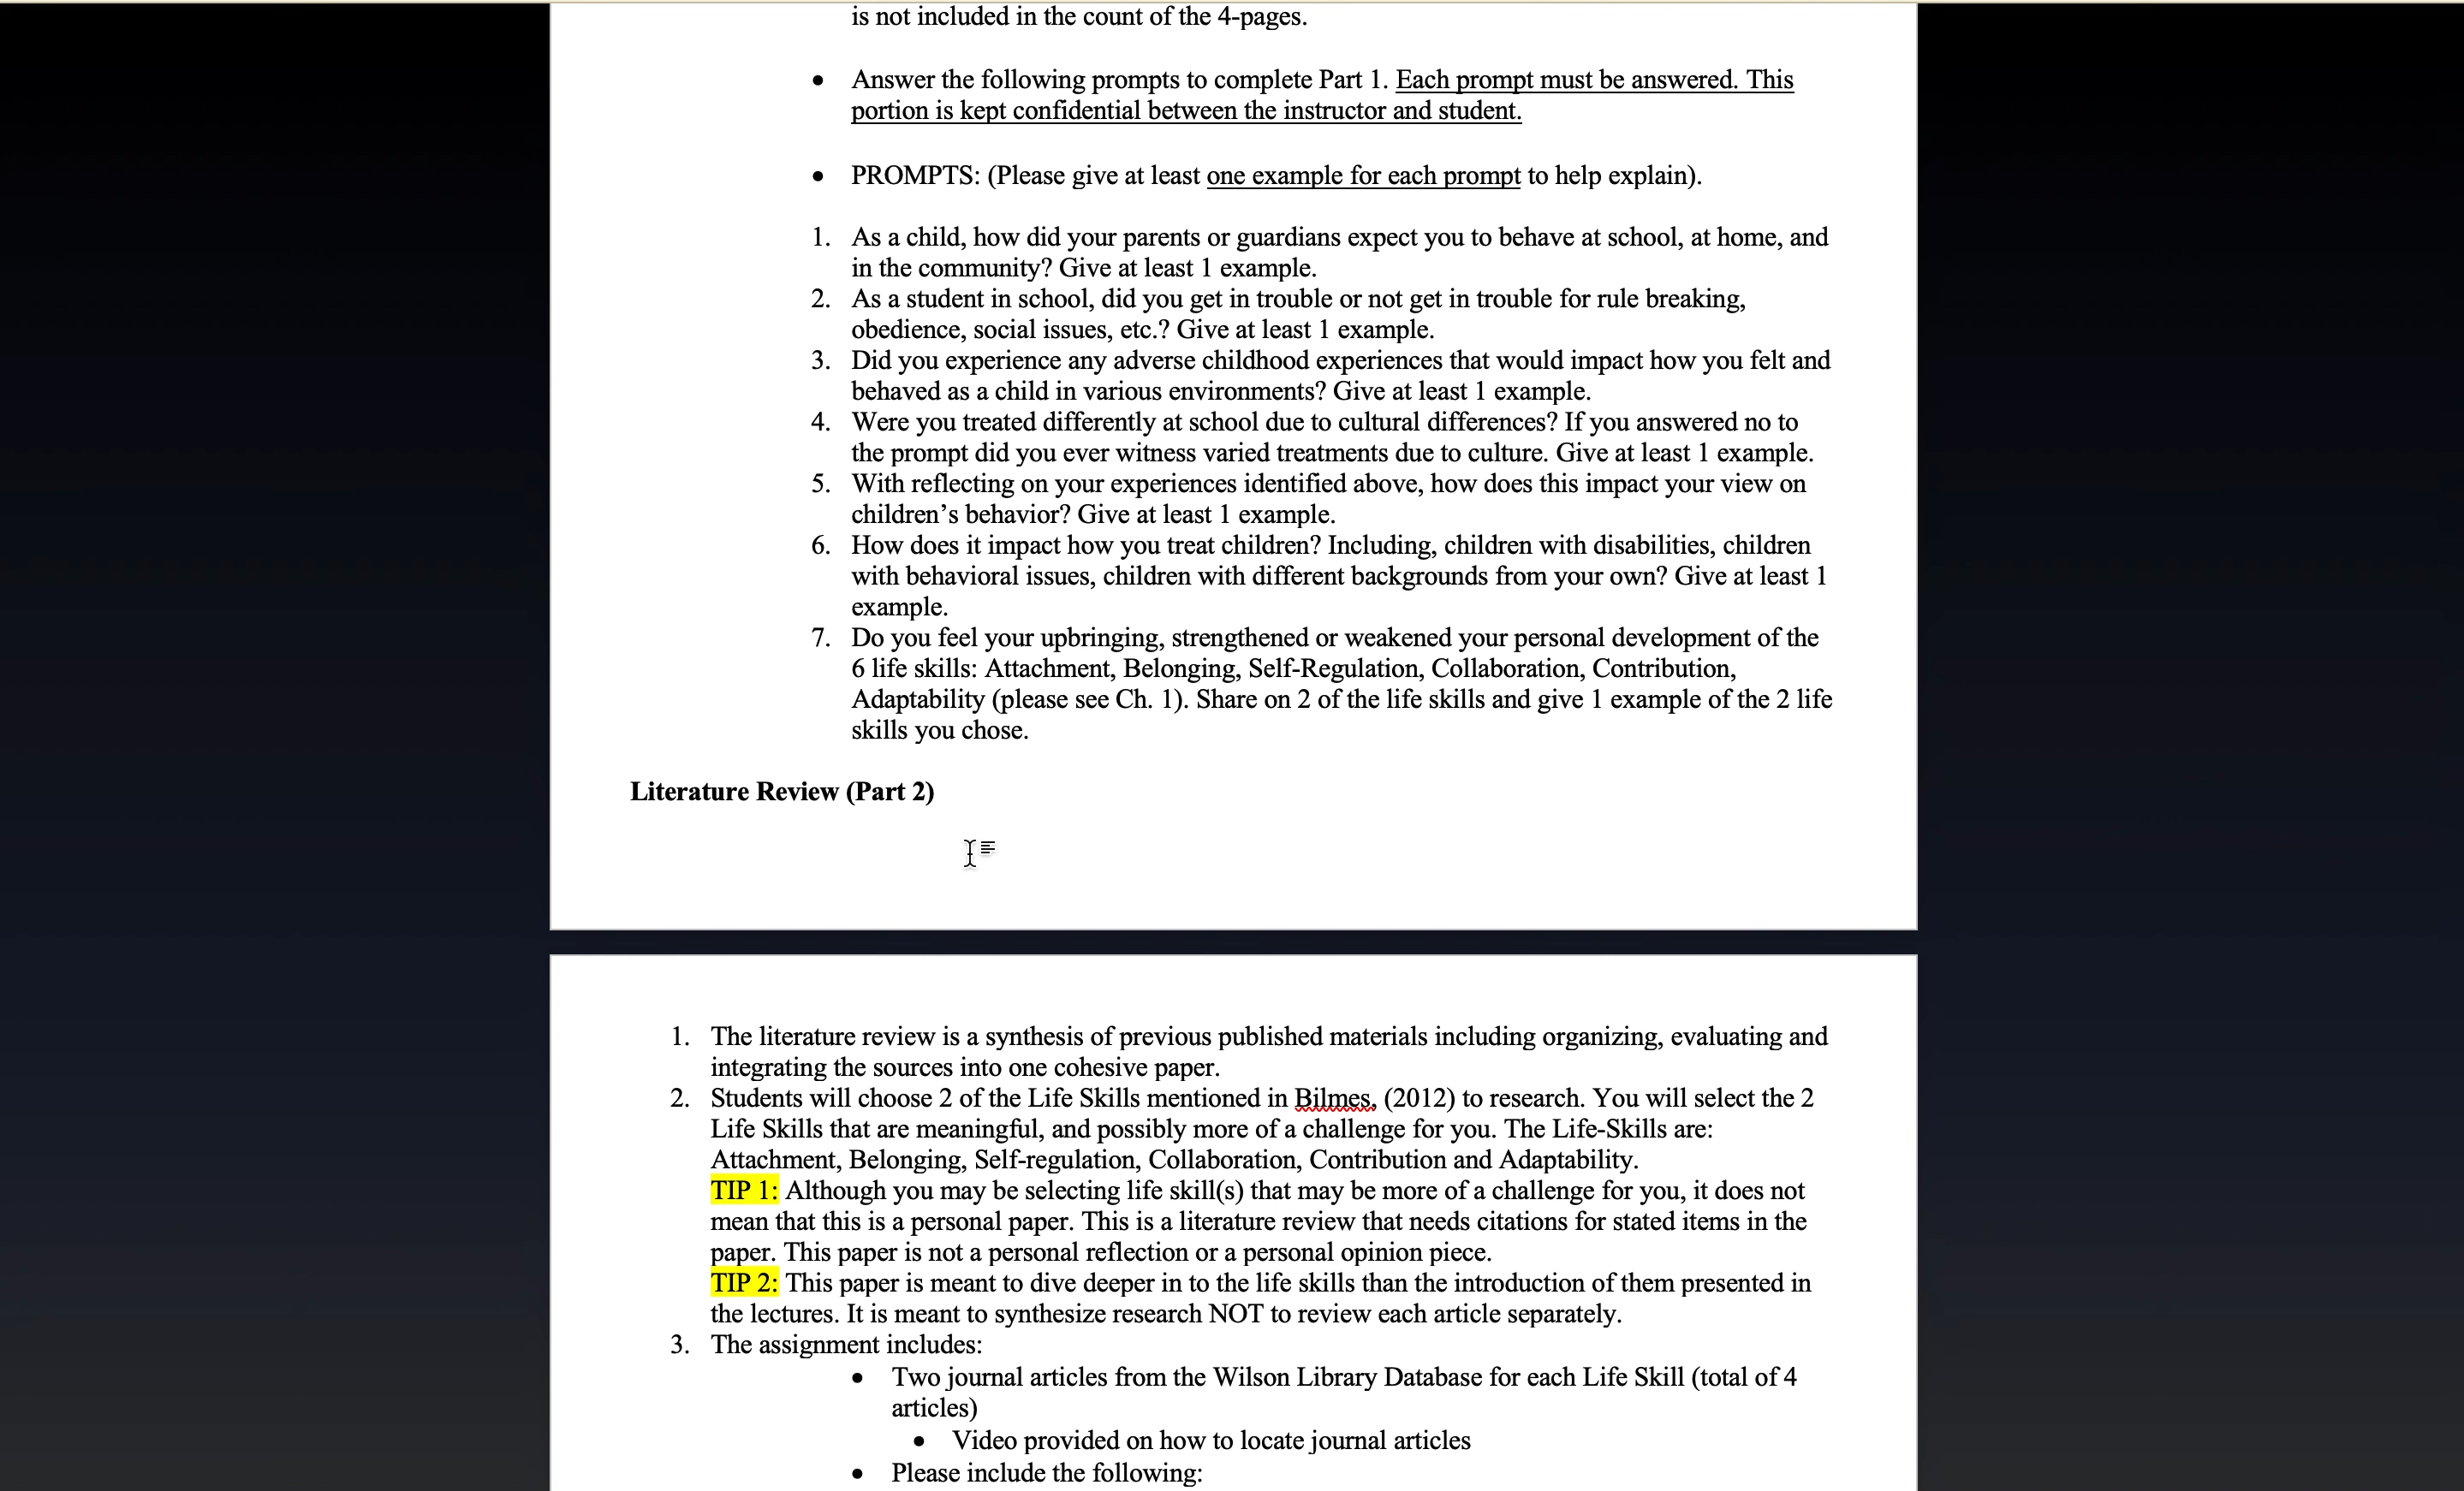 is not included in the count of the 4-pages.
• Answer the following prompts to complete Part 1. Each prompt must be answered. This
portion is kept confidential between the instructor and student.
• PROMPTS: (Please give at least one example for each prompt to help explain).
1. As a child, how did your parents or guardians expect you to behave at school, at home, and
in the community? Give at least 1 example.
2. As a student in school, did you get in trouble or not get in trouble for rule breaking,
obedience, social issues, etc.? Give at least 1 example.
3. Did you experience any adverse childhood experiences that would impact how you felt and
behaved as a child in various environments? Give at least 1 example.
4. Were you treated differently at school due to cultural differences? If you answered no to
the prompt did you ever witness varied treatments due to culture. Give at least 1 example.
5. With reflecting on your experiences identified above, how does this impact your view on
children’s behavior? Give at least 1 example.
6. How does it impact how you treat children? Including, children with disabilities, children
with behavioral issues, children with different backgrounds from your own? Give at least 1
example.
7. Do you feel your upbringing, strengthened or weakened your personal development of the
6 life skills: Attachment, Belonging, Self-Regulation, Collaboration, Contribution,
Adaptability (please see Ch. 1). Share on 2 of the life skills and give 1 example of the 2 life
skills you chose.
Literature Review (Part 2)
1. The literature review is a synthesis of previous published materials including organizing, evaluating and
integrating the sources into one cohesive paper.
2. Students will choose 2 of the Life Skills mentioned in Bilmes, (2012) to research. You will select the 2
Life Skills that are meaningful, and possibly more of a challenge for you. The Life-Skills are:
Attachment, Belonging, Self-regulation, Collaboration, Contribution and Adaptability.
TIP 1: Although you may be selecting life skill(s) that may be more of a challenge for you, it does not
mean that this is a personal paper. This is a literature review that needs citations for stated items in the
paper. This paper is not a personal reflection or a personal opinion piece.
TIP 2: This paper is meant to dive deeper in to the life skills than the introduction of them presented in
the lectures. It is meant to synthesize research NOT to review each article separately.
3. The assignment includes:
• Two journal articles from the Wilson Library Database for each Life Skill (total of 4
articles)
• Video provided on how to locate journal articles
• Please include the following: